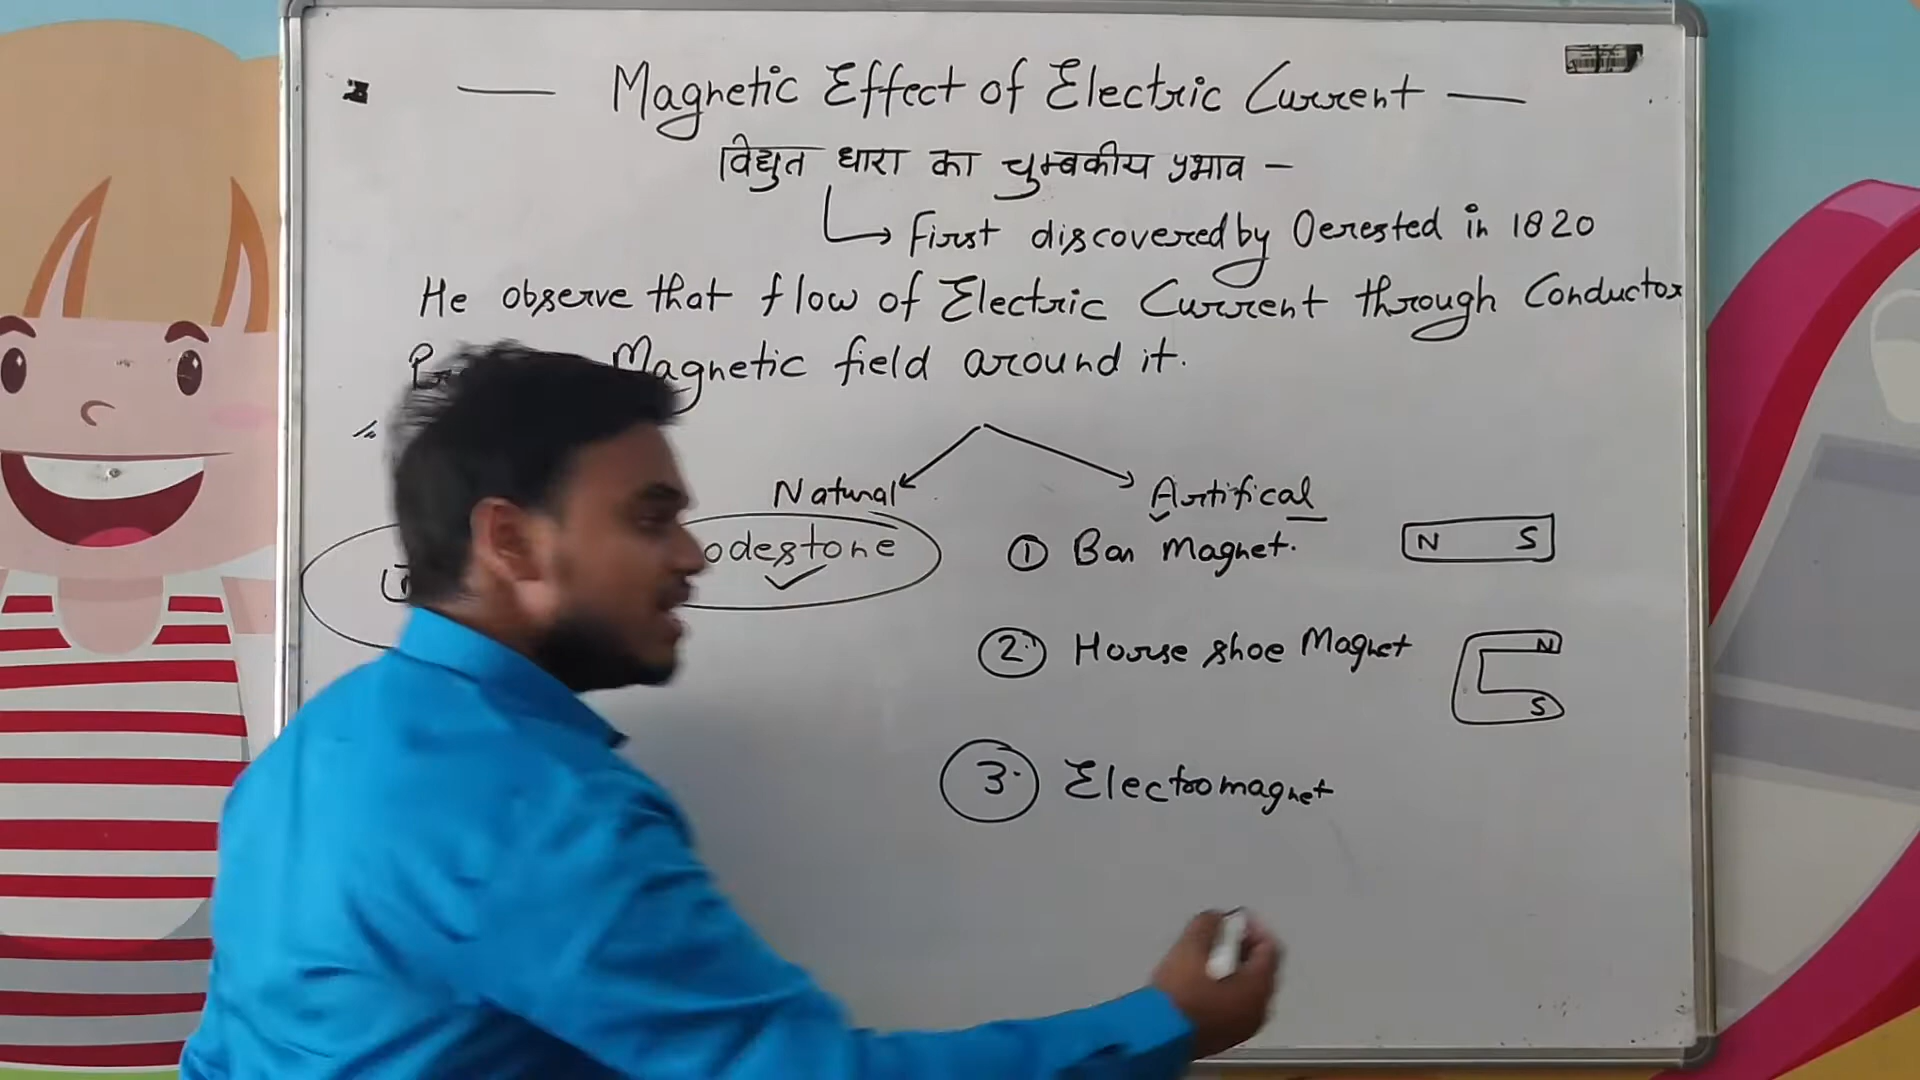 — Magnetic Effect of Electric Current —
विद्युत धारा का चुम्बकीय प्रभाव –
→ First discovered by Oerested in 1820
He observe that flow of Electric Current through Conductor
Magnetic field around it.
Natural
Artifical
odestone
① Bar Magnet.
N S
②. Hourse shoe Magnet
N
S
③. Electromagnet